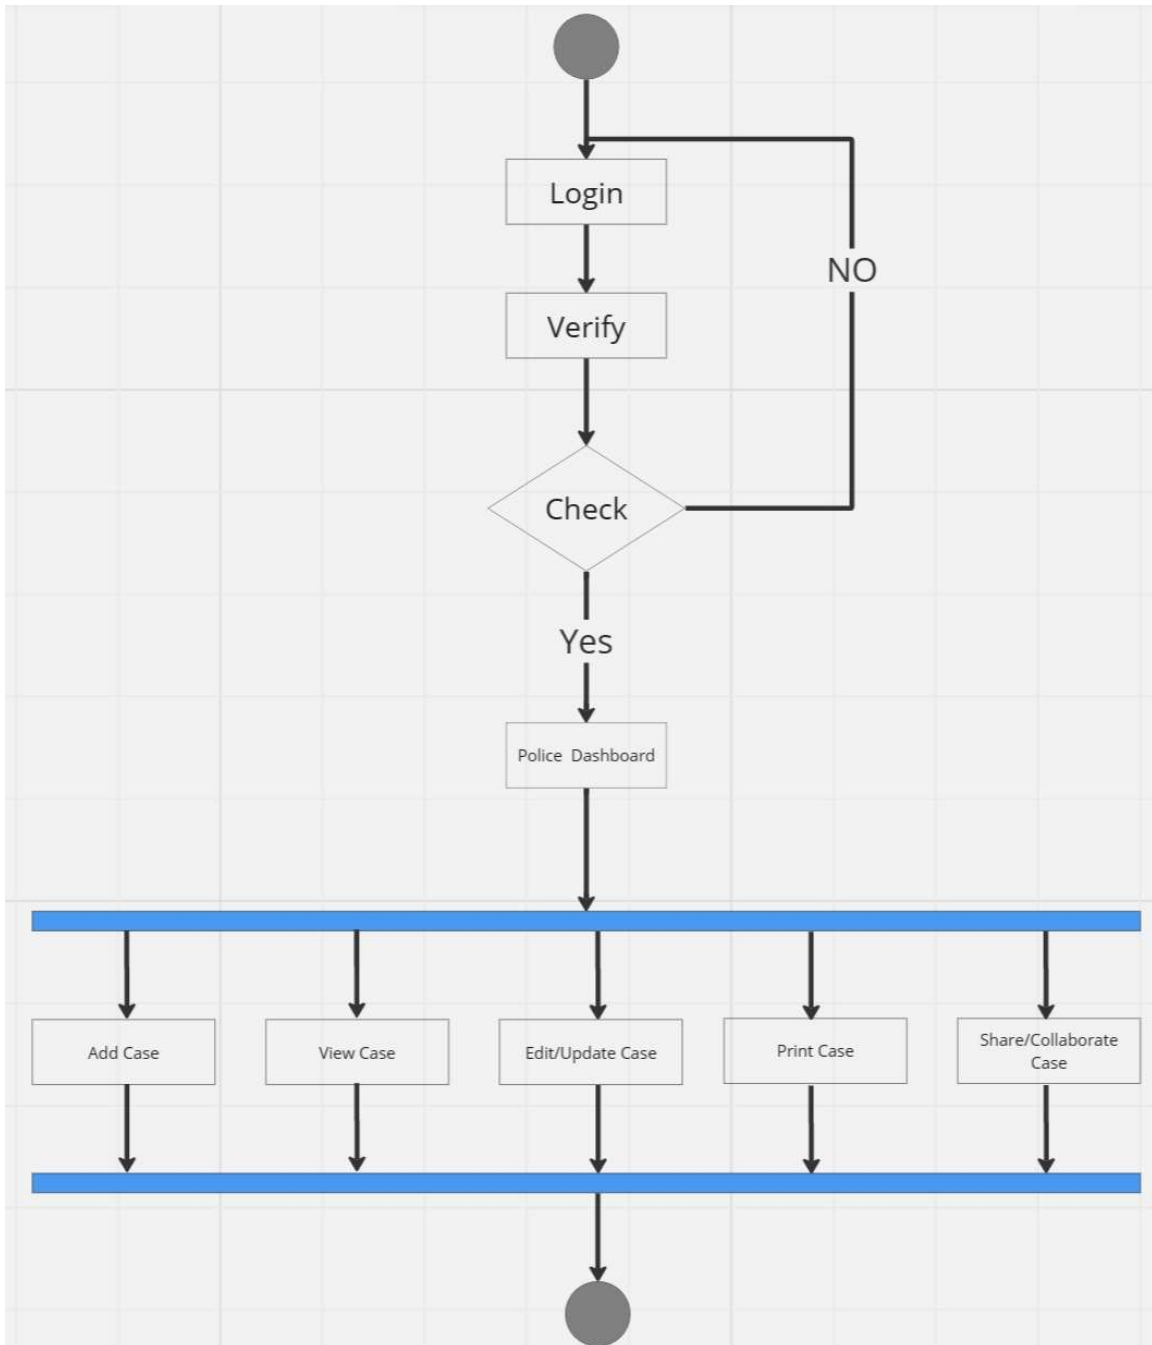 Login
NO
Verify
Check
Yes
Police Dashboard
Add Case
View Case
Edit/Update Case
Print Case
Share/Collaborate
Case